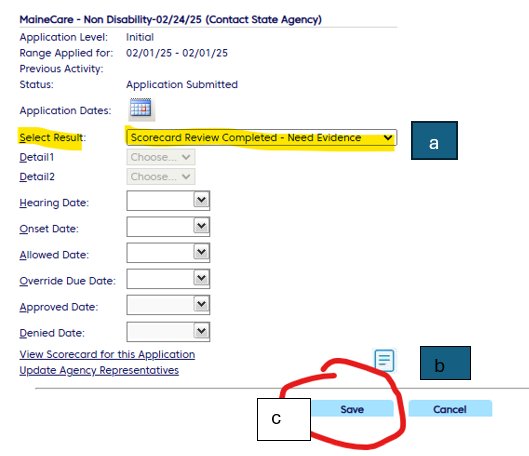 MaineCare - Non Disability-02/24/25 (Contact State Agency)
Application Level: Initial
Range Applied for: 02/01/25 - 02/01/25
Previous Activity:
Status: Application Submitted
Application Dates:
Select Result: Scorecard Review Completed - Need Evidence a
Detail1 Choose...
Detail2 Choose...
Hearing Date:
Onset Date:
Allowed Date:
Override Due Date:
Approved Date:
Denied Date:
View Scorecard for this Application
Update Agency Representatives b
c Save Cancel